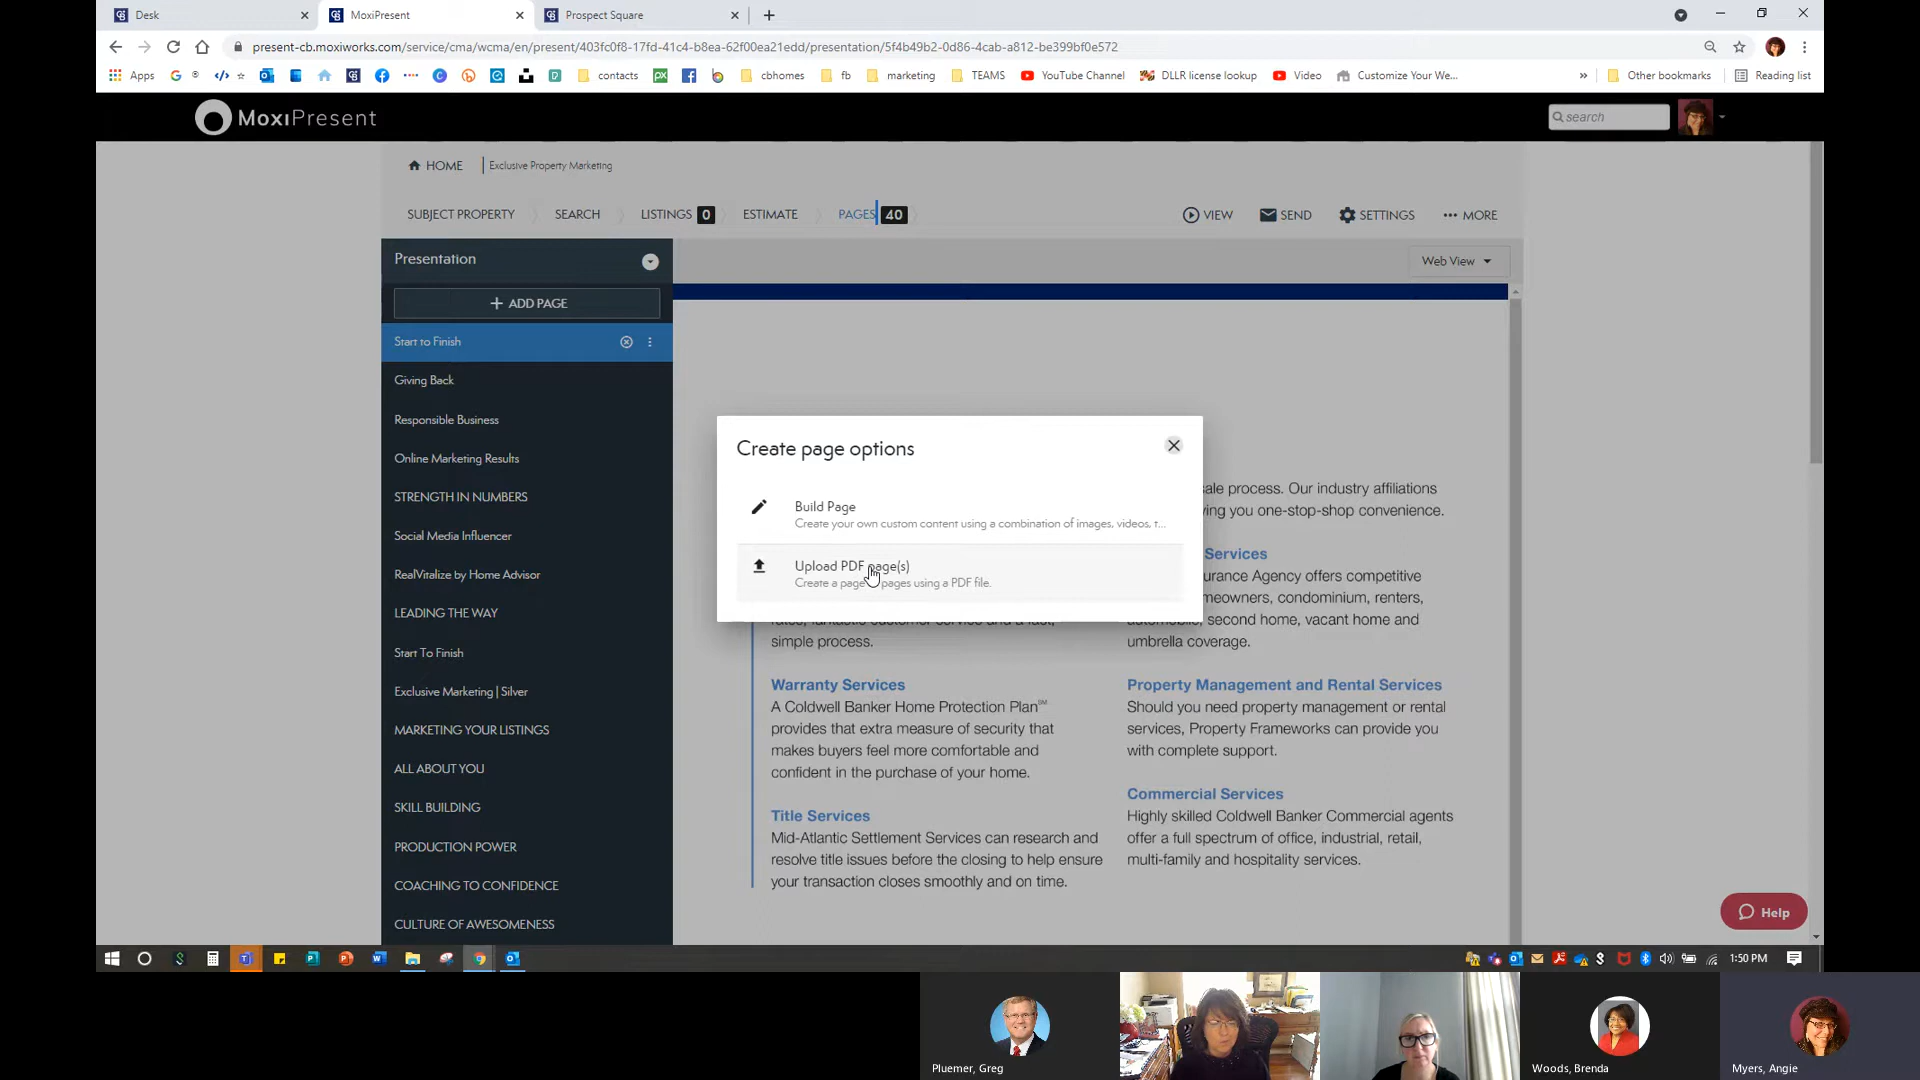 Desk
MoxiPresent
Prospect Square
present-cb.moxiworks.com/service/cma/wcma/en/present/403fc0f8-17fd-41c4-b8ea-62f00ea21edd/presentation/5f4b49b2-0d86-4cab-a812-be399bf0e572
Apps
contacts
cbhomes
fb
marketing
TEAMS
YouTube Channel
DLLR license lookup
Video
Customize Your We...
Other bookmarks
Reading list
MoxiPresent
search
HOME
Exclusive Property Marketing
SUBJECT PROPERTY
SEARCH
LISTINGS 0
ESTIMATE
PAGES 40
VIEW
SEND
SETTINGS
MORE
Presentation
Web View
+ ADD PAGE
Start to Finish
Giving Back
Responsible Business
Online Marketing Results
STRENGTH IN NUMBERS
Social Media Influencer
RealVitalize by Home Advisor
LEADING THE WAY
Start To Finish
Exclusive Marketing | Silver
MARKETING YOUR LISTINGS
ALL ABOUT YOU
SKILL BUILDING
PRODUCTION POWER
COACHING TO CONFIDENCE
CULTURE OF AWESOMENESS
Create page options
Build Page
Create your own custom content using a combination of images, videos, t...
Upload PDF page(s)
Create a page pages using a PDF file.
sale process. Our industry affiliations
you one-stop-shop convenience.
Services
Agency offers competitive
condominium, renters,
second home, vacant home and
umbrella coverage.
simple process.
Warranty Services
A Coldwell Banker Home Protection Plan℠
provides that extra measure of security that
makes buyers feel more comfortable and
confident in the purchase of your home.
Property Management and Rental Services
Should you need property management or rental
services, Property Frameworks can provide you
with complete support.
Title Services
Mid-Atlantic Settlement Services can research and
resolve title issues before the closing to help ensure
your transaction closes smoothly and on time.
Commercial Services
Highly skilled Coldwell Banker Commercial agents
offer a full spectrum of office, industrial, retail,
multi-family and hospitality services.
Help
1:50 PM
Pluemer, Greg
Woods, Brenda
Myers, Angie